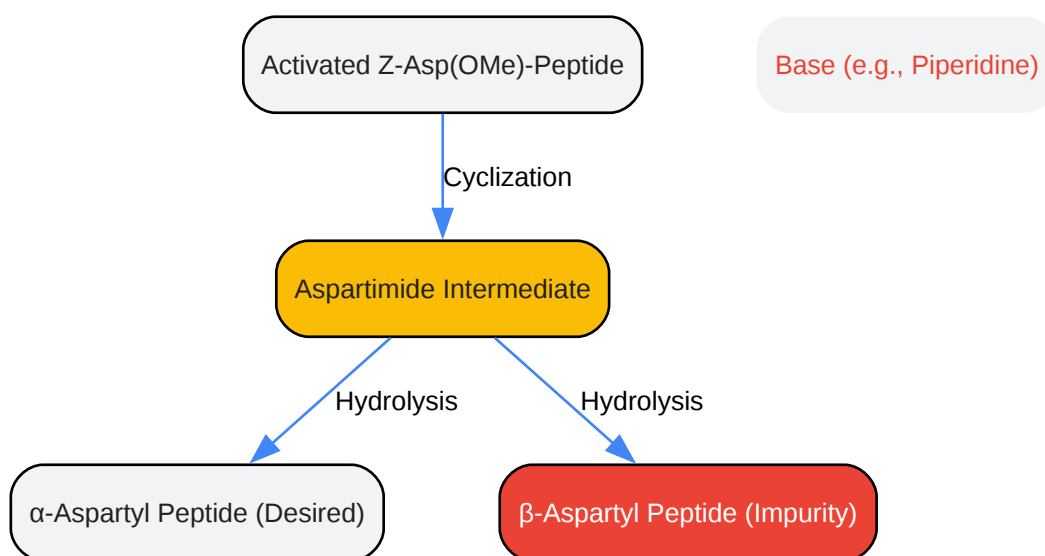 Activated Z-Asp(OMe)-Peptide
Base (e.g., Piperidine)
Cyclization
Aspartimide Intermediate
Hydrolysis
Hydrolysis
α-Aspartyl Peptide (Desired)
β-Aspartyl Peptide (Impurity)